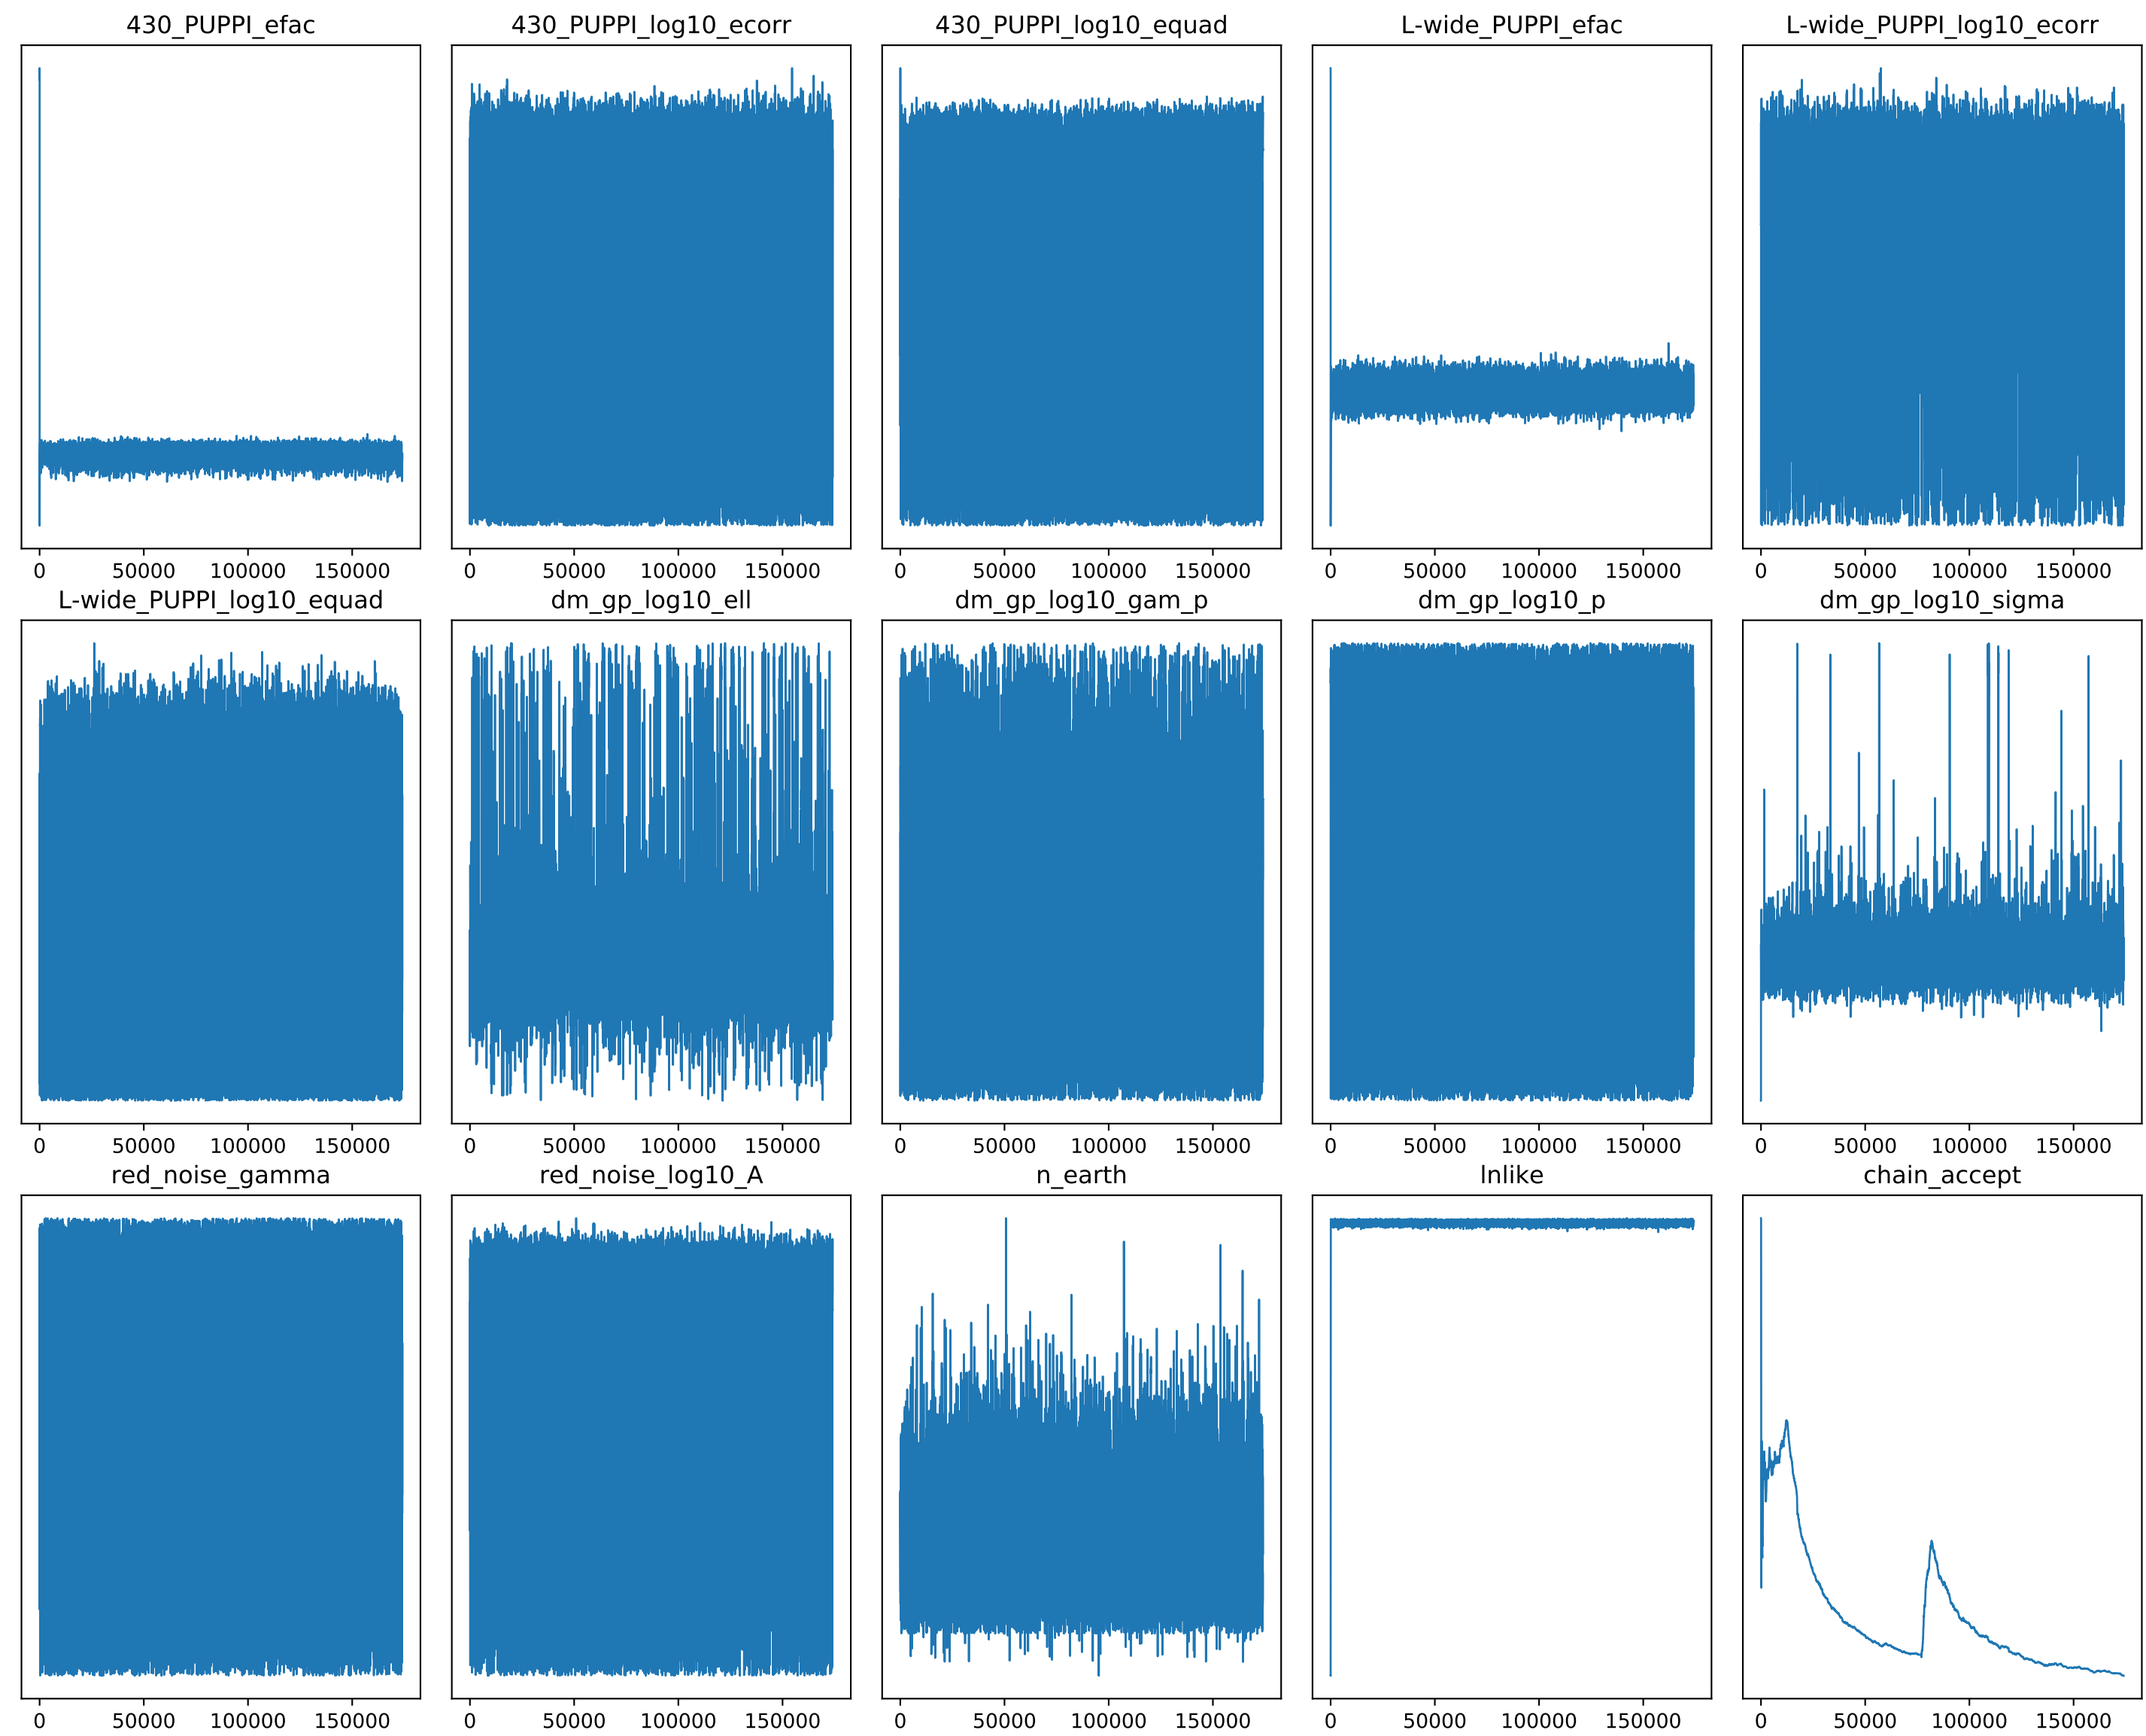 430_PUPPI_efac 430_PUPPI_log10_ecorr 430_PUPPI_log10_equad L-wide_PUPPI_efac L-wide_PUPPI_log10_ecorr
0 50000 100000 150000 0 50000 100000 150000 0 50000 100000 150000 0 50000 100000 150000 0 50000 100000 150000
L-wide_PUPPI_log10_equad dm_gp_log10_ell dm_gp_log10_gam_p dm_gp_log10_p dm_gp_log10_sigma
0 50000 100000 150000 0 50000 100000 150000 0 50000 100000 150000 0 50000 100000 150000 0 50000 100000 150000
red_noise_gamma red_noise_log10_A n_earth lnlike chain_accept
0 50000 100000 150000 0 50000 100000 150000 0 50000 100000 150000 0 50000 100000 150000 0 50000 100000 150000